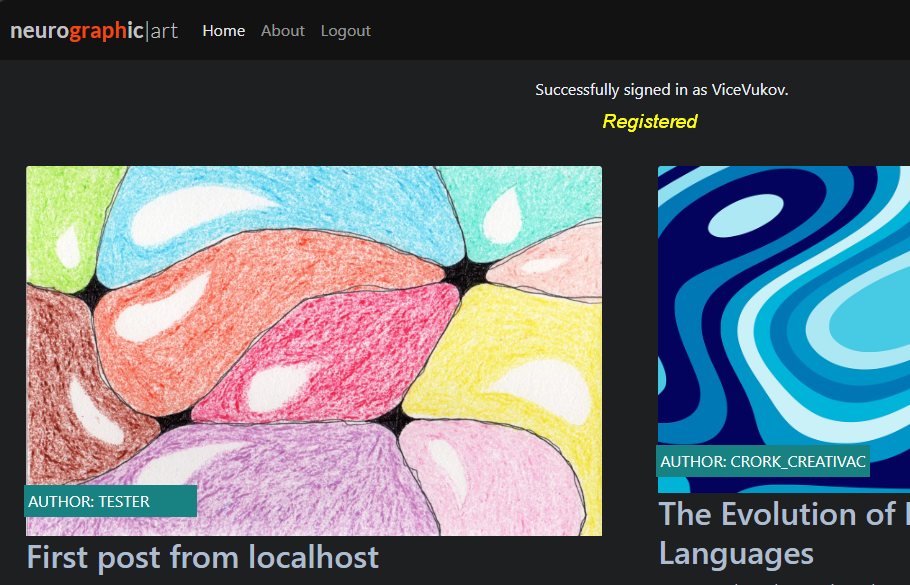 neurographic|art Home About Logout
Successfully signed in as ViceVukov.
Registered
AUTHOR: TESTER
First post from localhost
AUTHOR: CRORK_CREATIVAC
The Evolution of
Languages